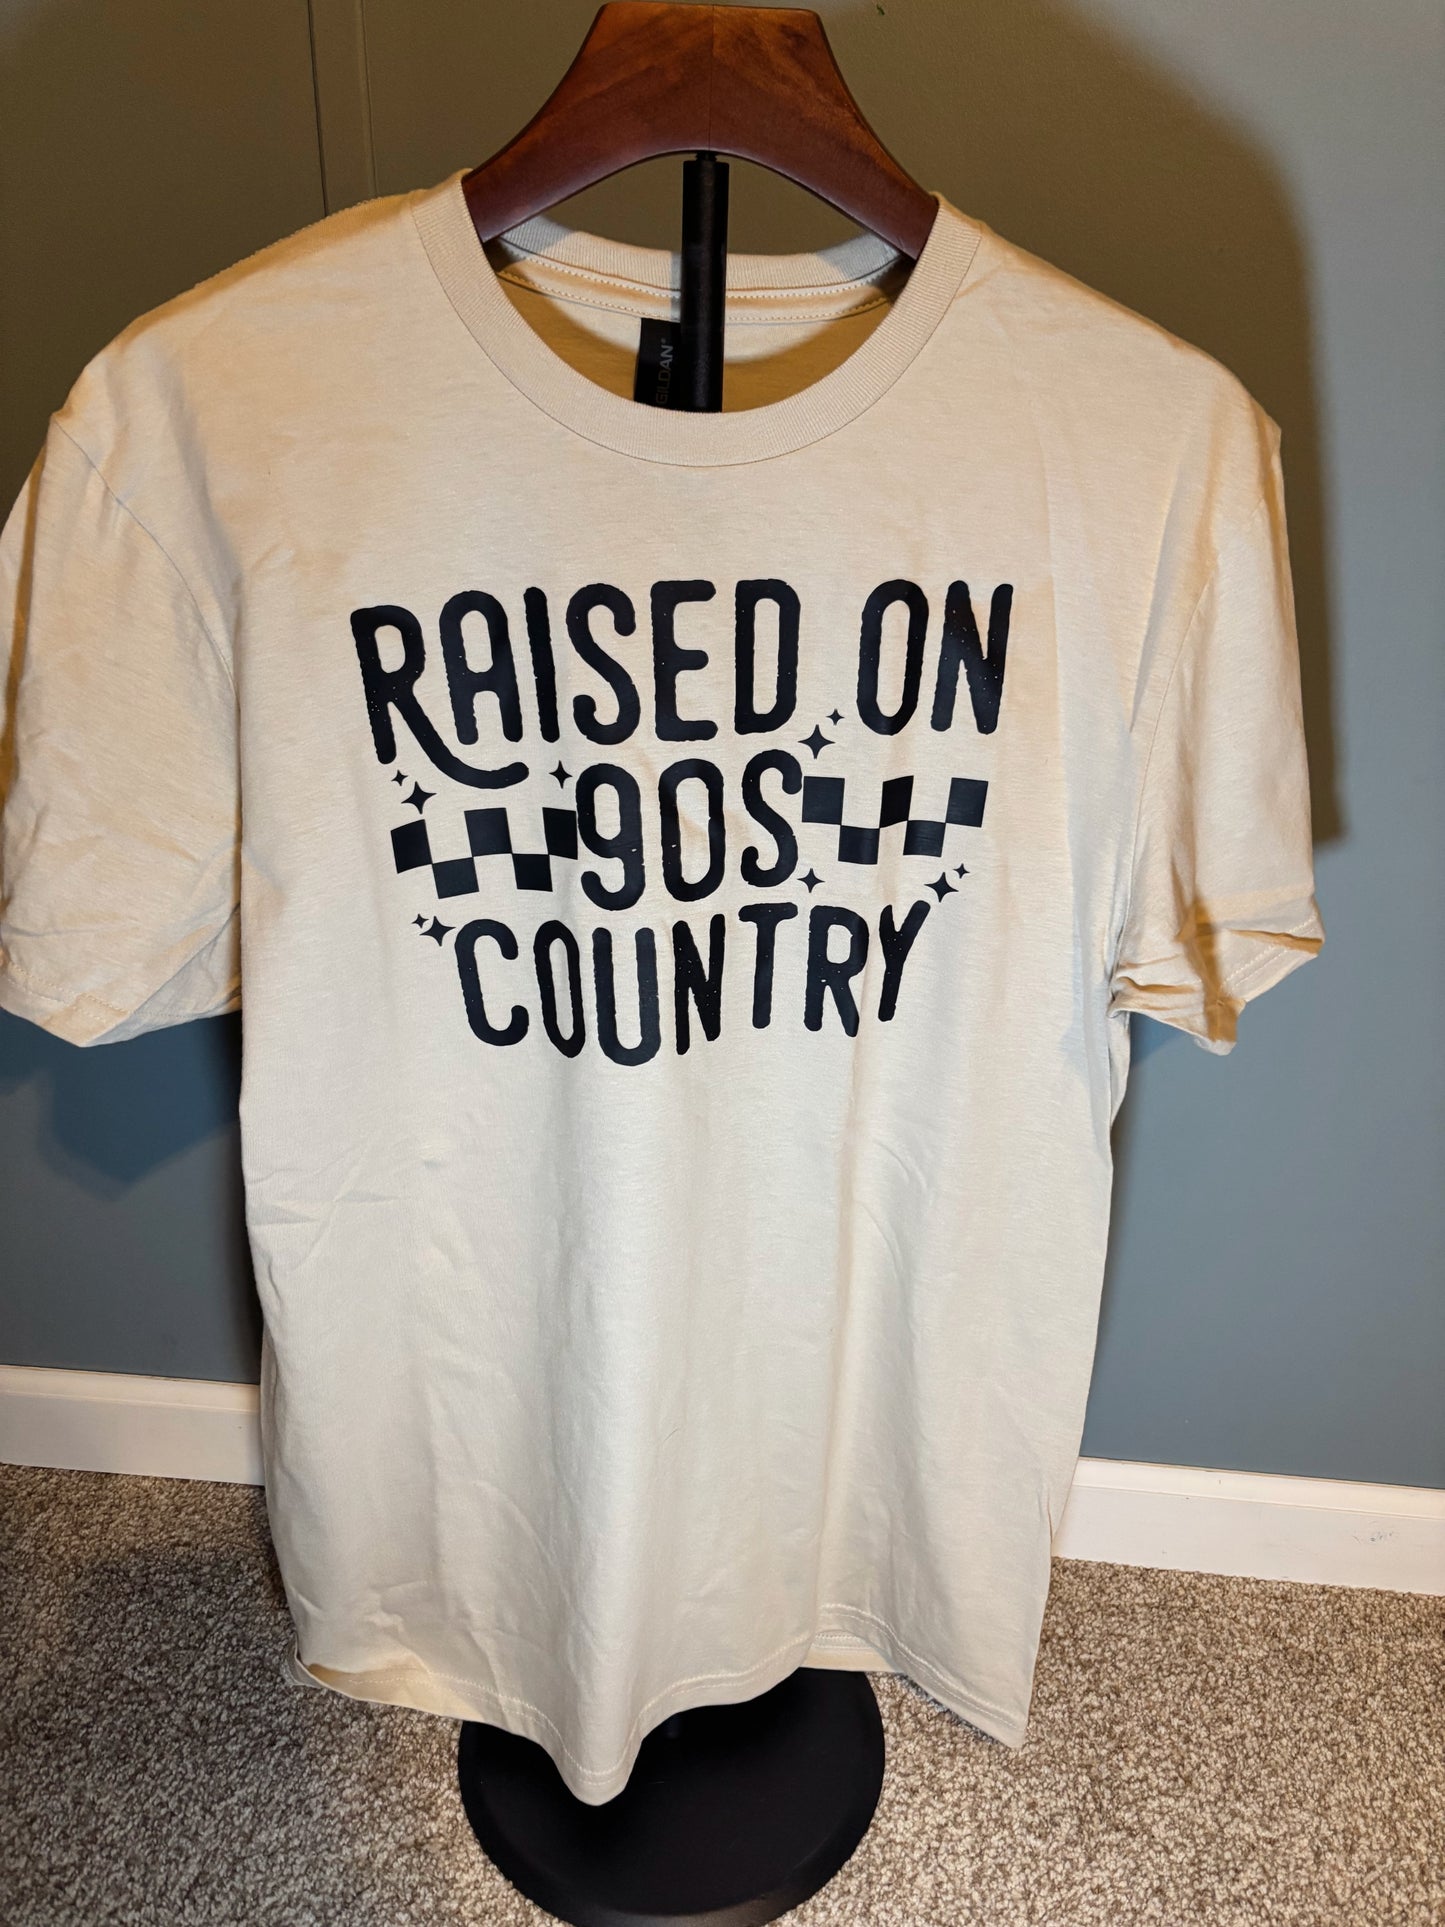 GILDAN®
RAISED ON
90S
COUNTRY